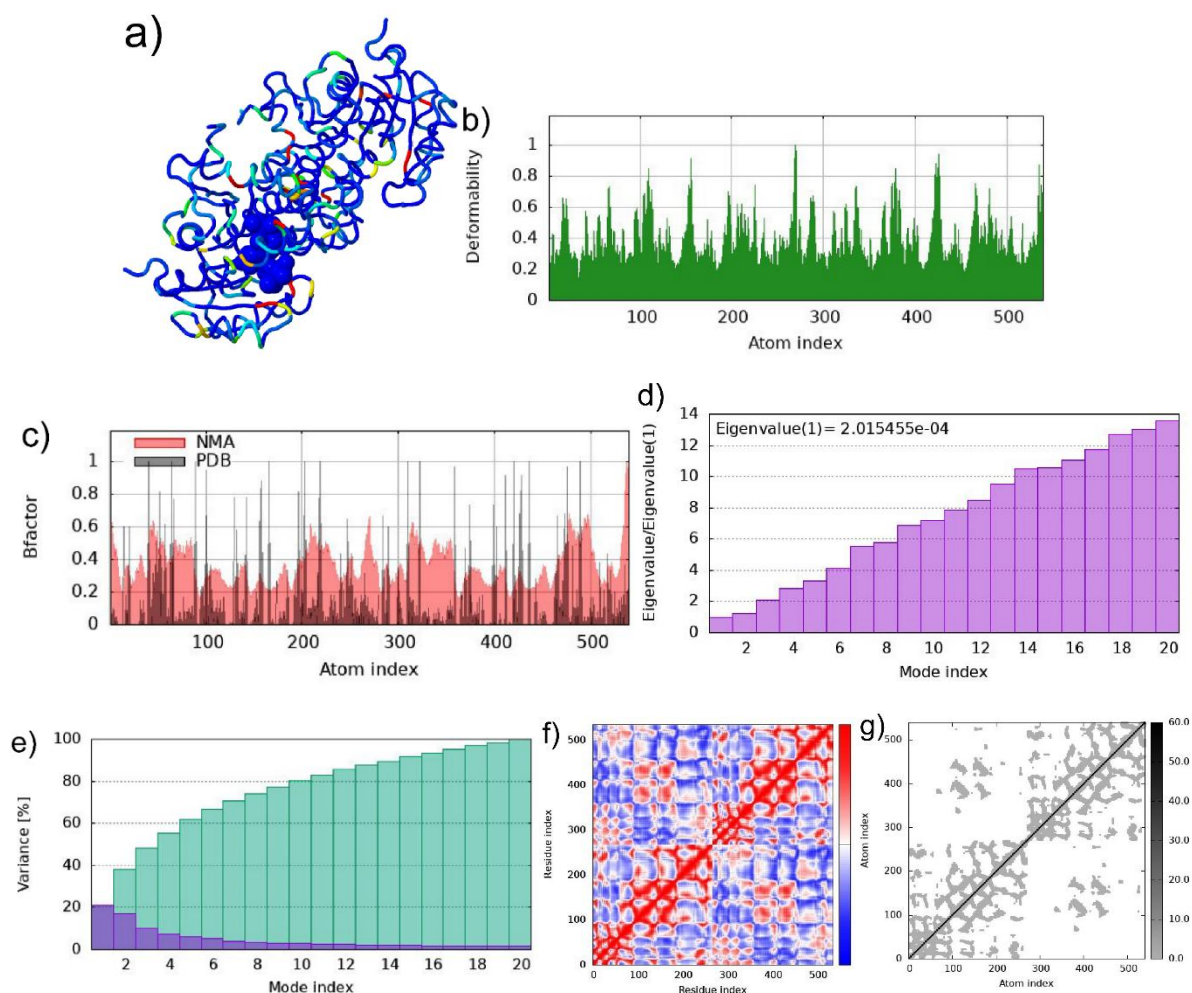 a)
b)
1
0.8
0.6
0.4
0.2
0
Deformability
100 200 300 400 500
Atom index
c)
NMA
PDB
1
0.8
0.6
0.4
0.2
0
Bfactor
100 200 300 400 500
Atom index
d)
Eigenvalue(1)= 2.015455e-04
14
12
10
8
6
4
2
0
Eigenvalue/Eigenvalue(1)
2 4 6 8 10 12 14 16 18 20
Mode index
e)
100
80
60
40
20
0
Variance [%]
2 4 6 8 10 12 14 16 18 20
Mode index
f)
500
400
300
200
100
0
Residue index
0 100 200 300 400 500
Residue index
g)
500
400
300
200
100
0
Atom index
0 100 200 300 400 500
Atom index
60.0
50.0
40.0
30.0
20.0
10.0
0.0